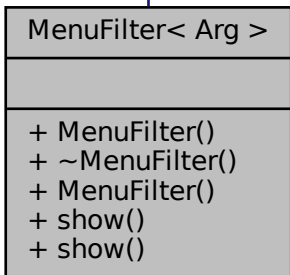 MenuFilter< Arg >
+ MenuFilter()
+ ~MenuFilter()
+ MenuFilter()
+ show()
+ show()